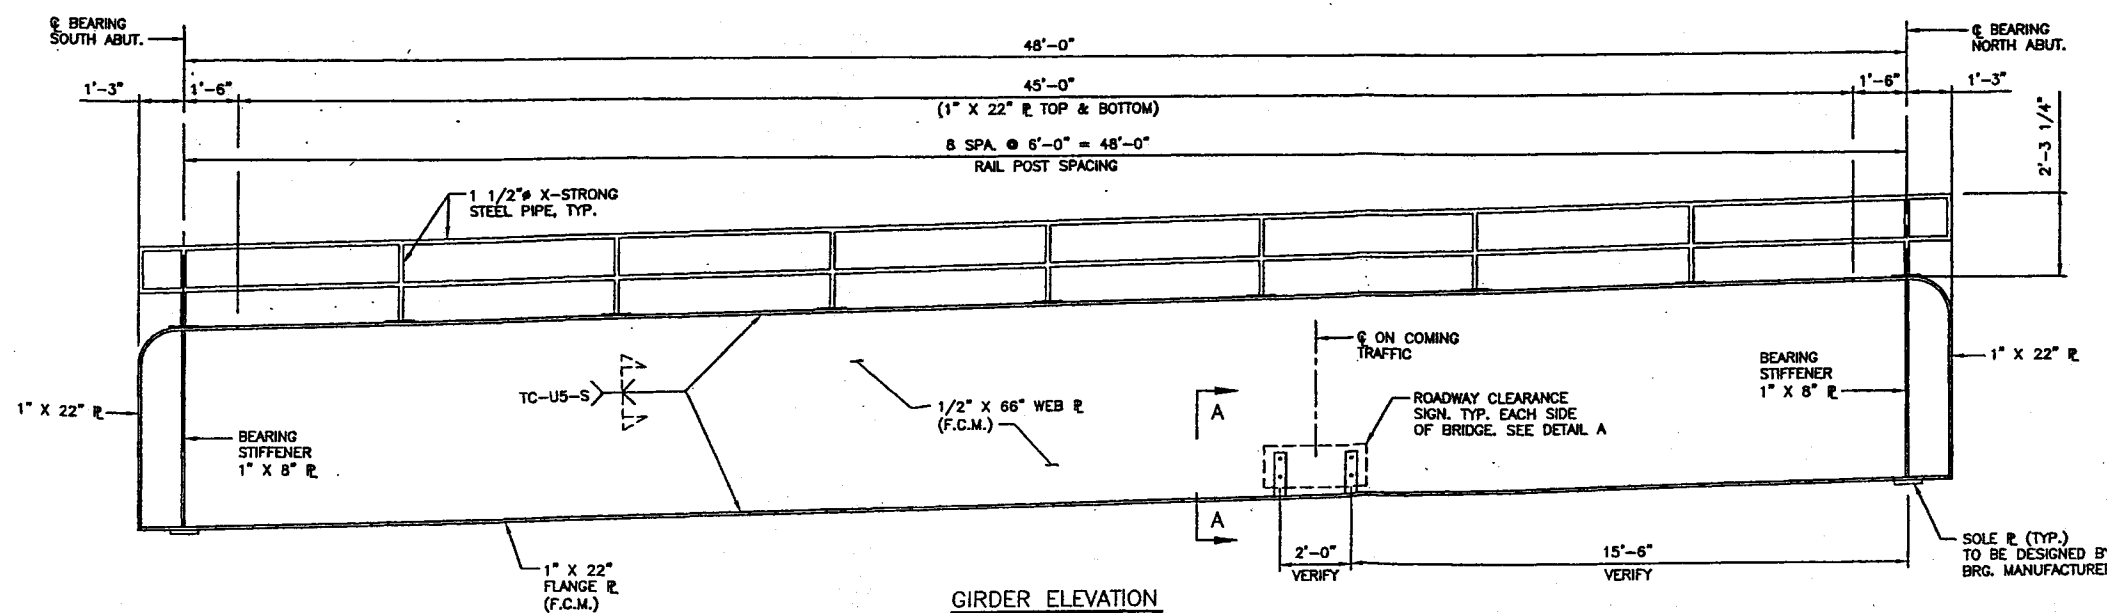 ℄ BEARING
SOUTH ABUT.
℄ BEARING
NORTH ABUT.
48'-0"
1'-3"
1'-6"
45'-0"
1'-6"
1'-3"
(1" X 22" ⅊ TOP & BOTTOM)
2'-3 1/4"
8 SPA. @ 6'-0" = 48'-0"
RAIL POST SPACING
1 1/2"ø X-STRONG
STEEL PIPE, TYP.
℄ ON COMING
TRAFFIC
BEARING
STIFFENER
1" X 8" ⅊
1" X 22" ⅊
TC-U5-S
1/2" X 66" WEB ⅊
(F.C.M.)
A
ROADWAY CLEARANCE
SIGN. TYP. EACH SIDE
OF BRIDGE. SEE DETAIL A
1" X 22" ⅊
BEARING
STIFFENER
1" X 8" ⅊
A
SOLE ⅊ (TYP.)
TO BE DESIGNED B
BRG. MANUFACTURE
2'-0"
VERIFY
15'-6"
VERIFY
1" X 22"
FLANGE ⅊
(F.C.M.)
GIRDER ELEVATION